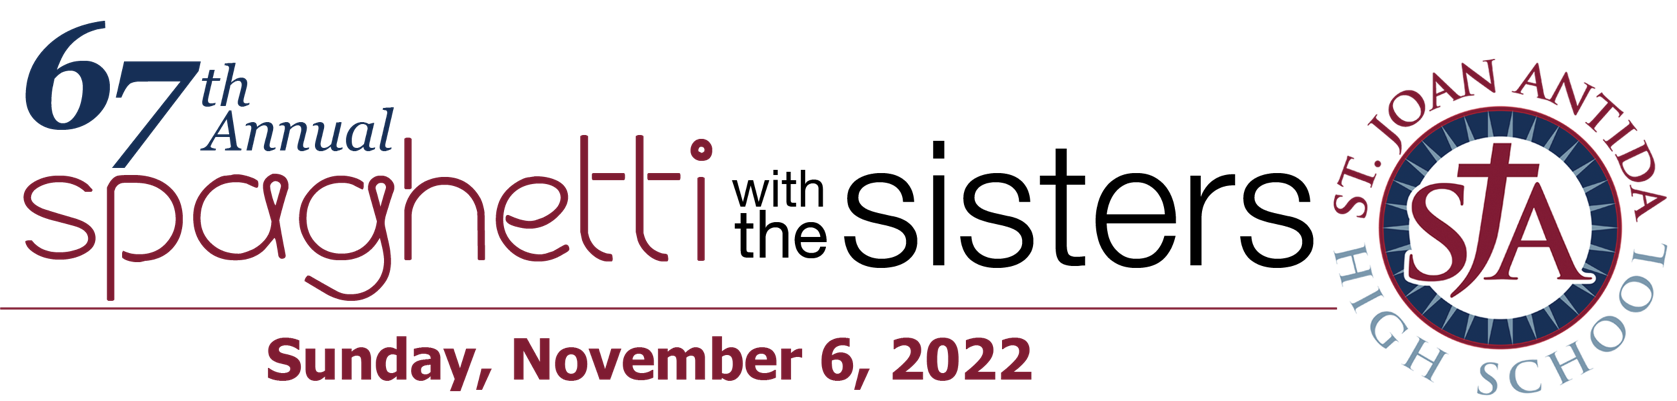 67th
Annual
spaghetti with the sisters
Sunday, November 6, 2022
ST. JOAN ANTIDA
HIGH SCHOOL
SJA